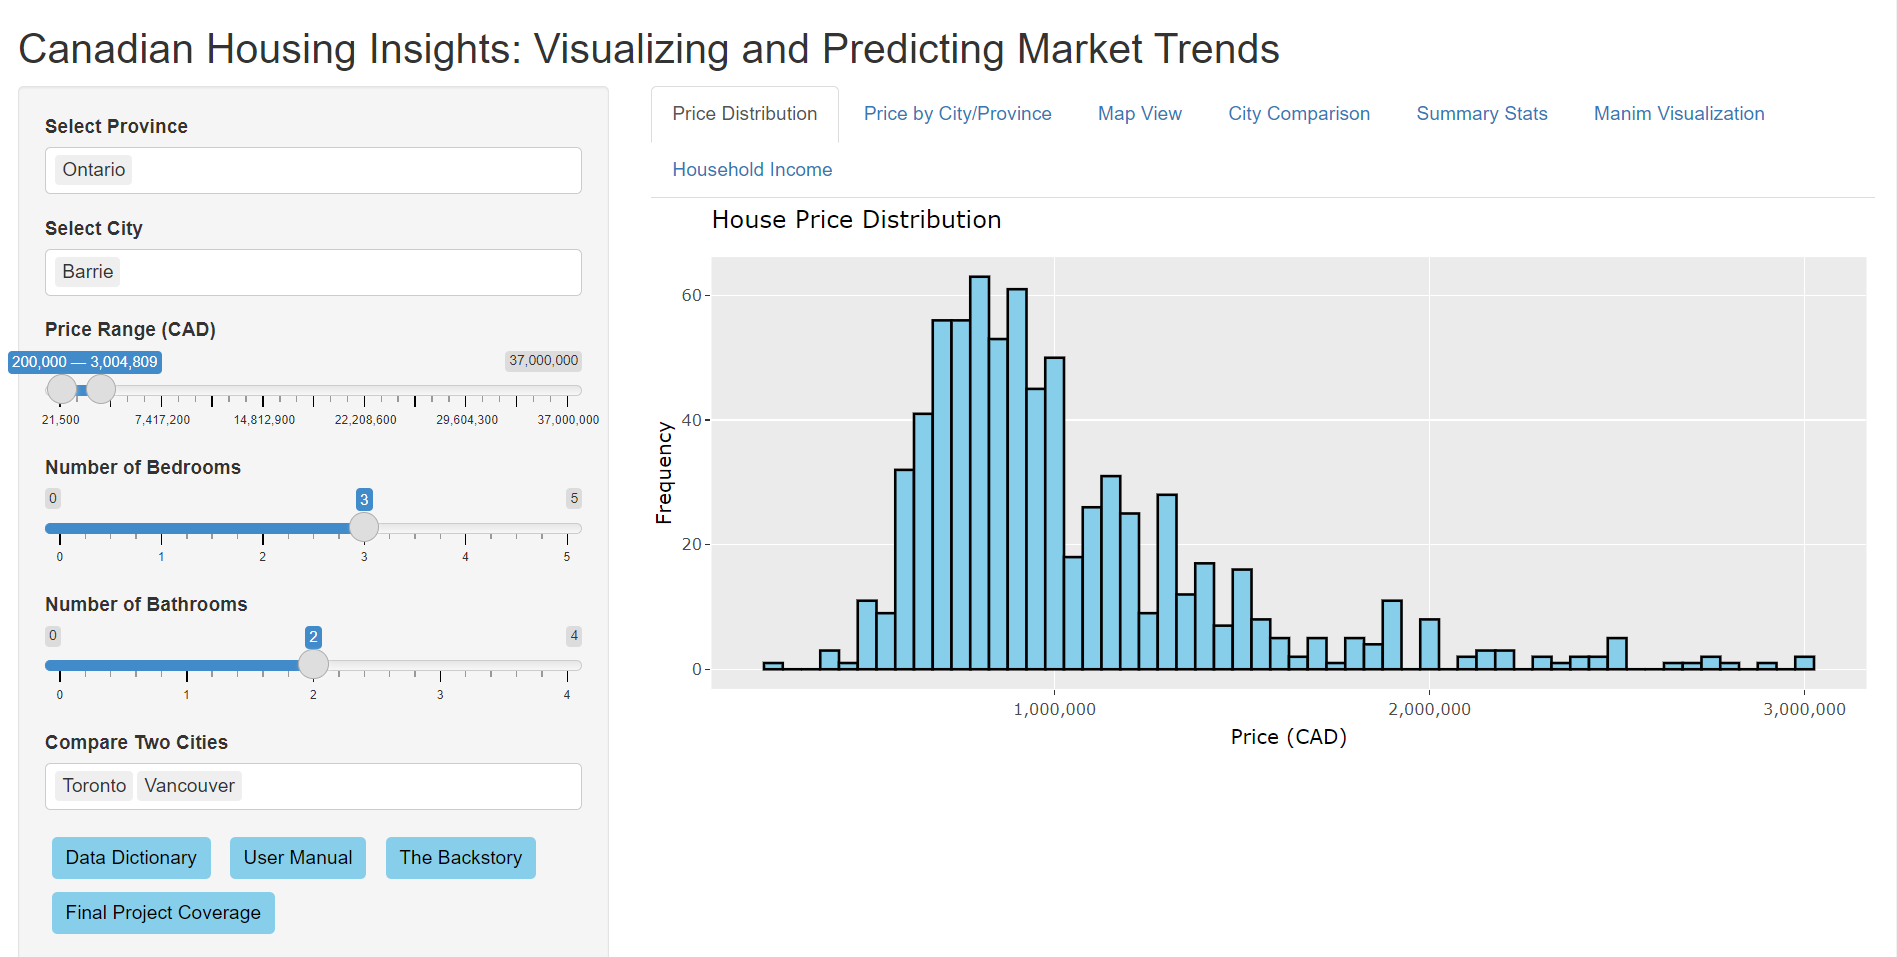 Canadian Housing Insights: Visualizing and Predicting Market Trends
Select Province
Ontario
Select City
Barrie
Price Range (CAD)
200,000 — 3,004,809
37,000,000
21,500 7,417,200 14,812,900 22,208,600 29,604,300 37,000,000
Number of Bedrooms
0 3 5
0 1 2 3 4 5
Number of Bathrooms
0 2 4
0 1 2 3 4
Compare Two Cities
Toronto Vancouver
Data Dictionary User Manual The Backstory
Final Project Coverage
Price Distribution Price by City/Province Map View City Comparison Summary Stats Manim Visualization
Household Income
House Price Distribution
Frequency
60
40
20
0
1,000,000 2,000,000 3,000,000
Price (CAD)